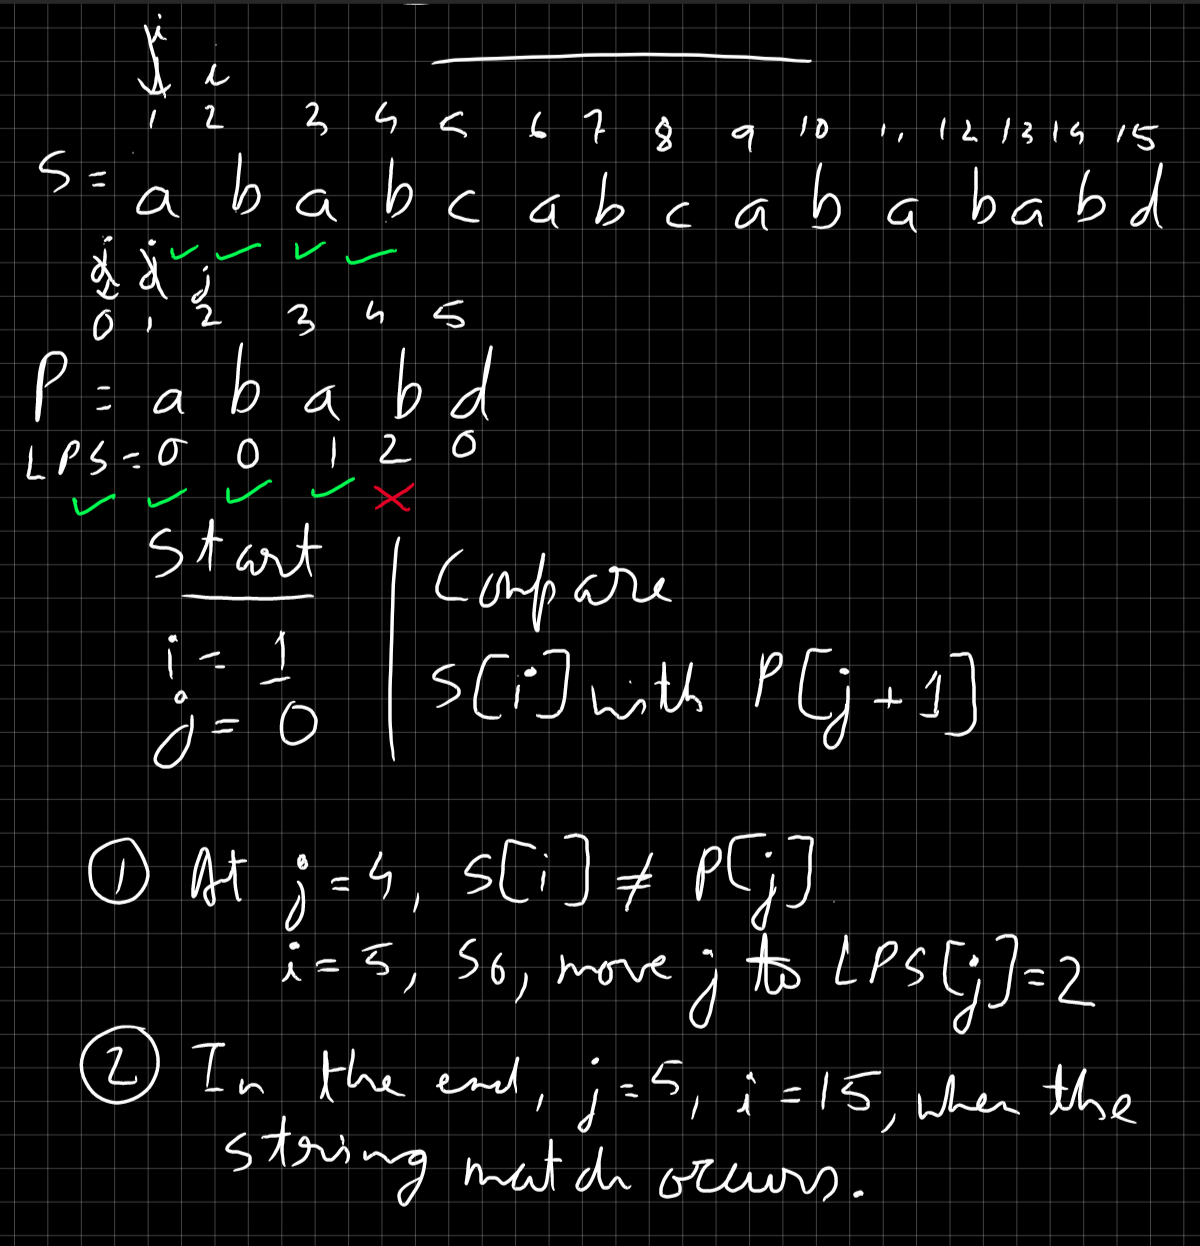 i
i
1 2 3 4 5 6 7 8 9 10 11 12 13 14 15
S = a b a b c a b c a b a b a b d
j j j
0 1 2 3 4 5
P = a b a b d
LPS = 0 0 1 2 0
Start
i = 1
j = 0
Compare
S[i] with P[j+1]
① At j = 4, S[i] ≠ P[j]
i = 5, So, move j to LPS[j] = 2
② In the end, j = 5, i = 15, when the
string match occurs.